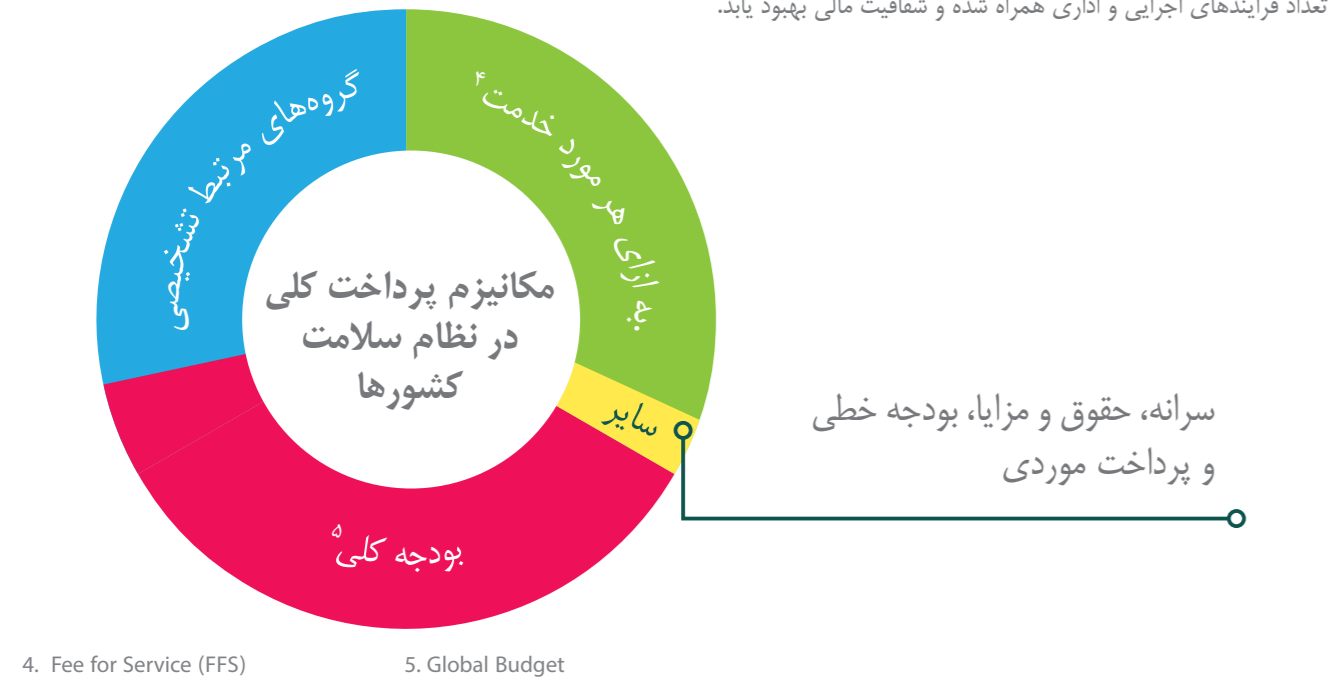 تعداد فرایندهای اجرایی و اداری همراه شده و شفافیت مالی بهبود یابد.
گروه‌های مرتبط تشخیصی
به ازای هر مورد خدمت۴
مکانیزم پرداخت کلی
در نظام سلامت
کشورها
سایر
سرانه، حقوق و مزایا، بودجه خطی
و پرداخت موردی
بودجه کلی۵
4. Fee for Service (FFS)
5. Global Budget